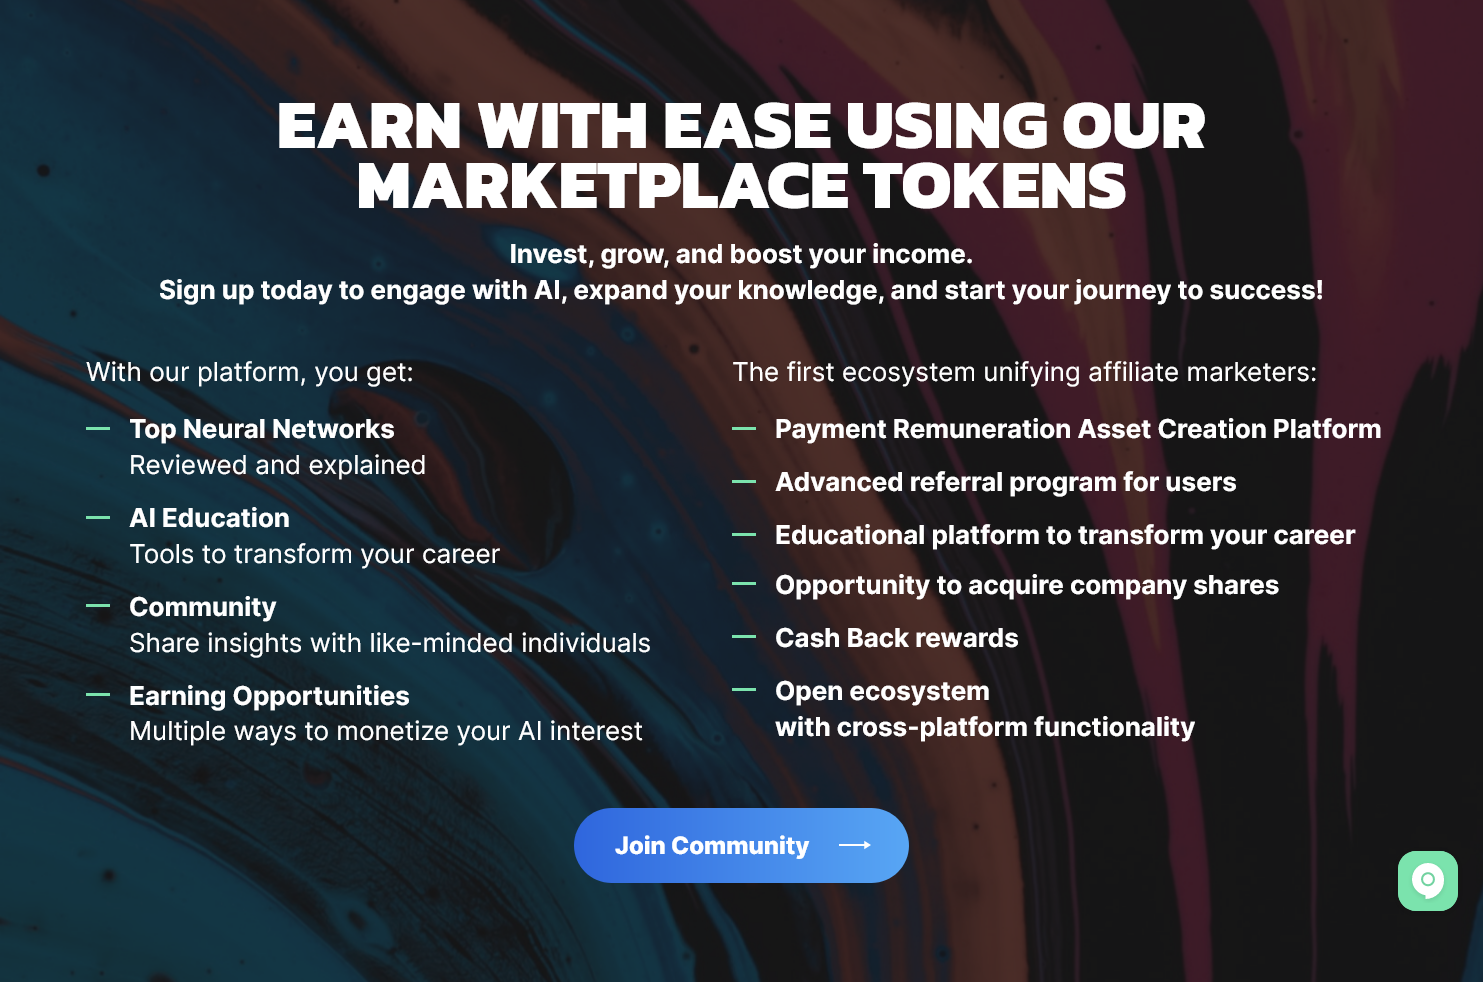 EARN WITH EASE USING OUR
MARKETPLACE TOKENS
Invest, grow, and boost your income.
Sign up today to engage with AI, expand your knowledge, and start your journey to success!
With our platform, you get:
Top Neural Networks
Reviewed and explained
AI Education
Tools to transform your career
Community
Share insights with like-minded individuals
Earning Opportunities
Multiple ways to monetize your AI interest
The first ecosystem unifying affiliate marketers:
Payment Remuneration Asset Creation Platform
Advanced referral program for users
Educational platform to transform your career
Opportunity to acquire company shares
Cash Back rewards
Open ecosystem
with cross-platform functionality
Join Community